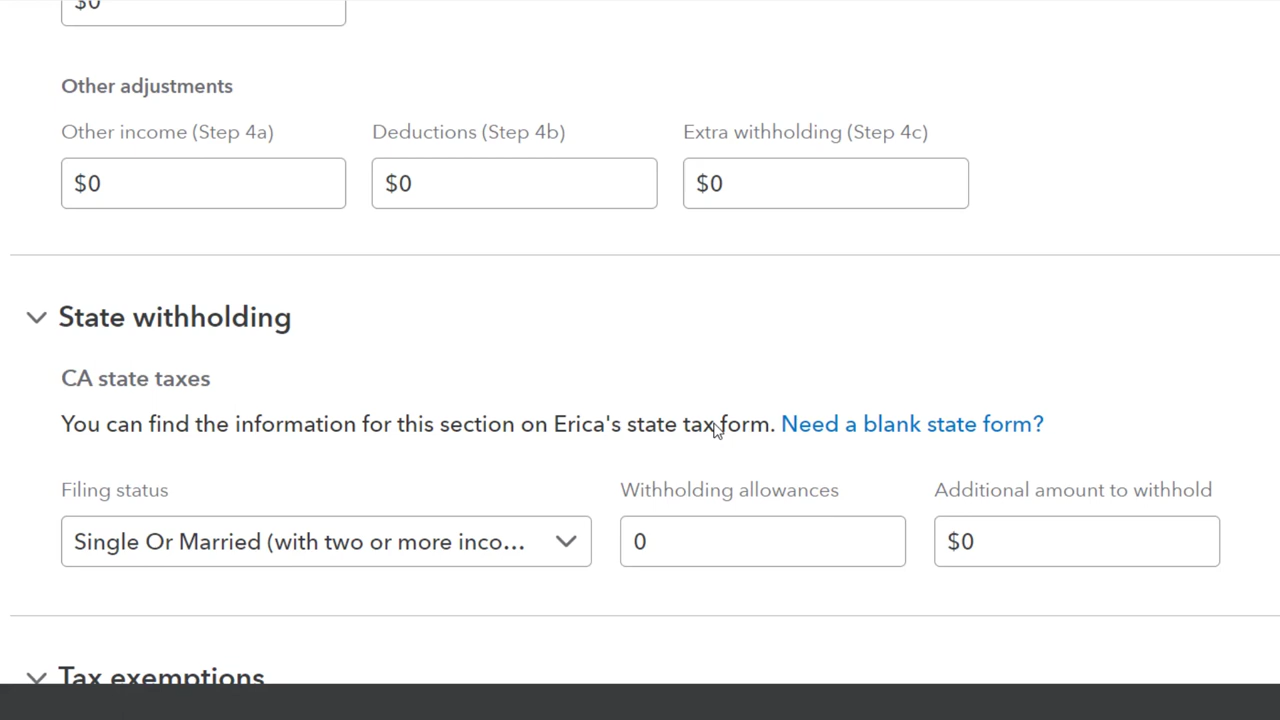 $0
Other adjustments
Other income (Step 4a) Deductions (Step 4b) Extra withholding (Step 4c)
$0 $0 $0
State withholding
CA state taxes
You can find the information for this section on Erica's state tax form. Need a blank state form?
Filing status Withholding allowances Additional amount to withhold
Single Or Married (with two or more inco... 0 $0
Tax exemptions